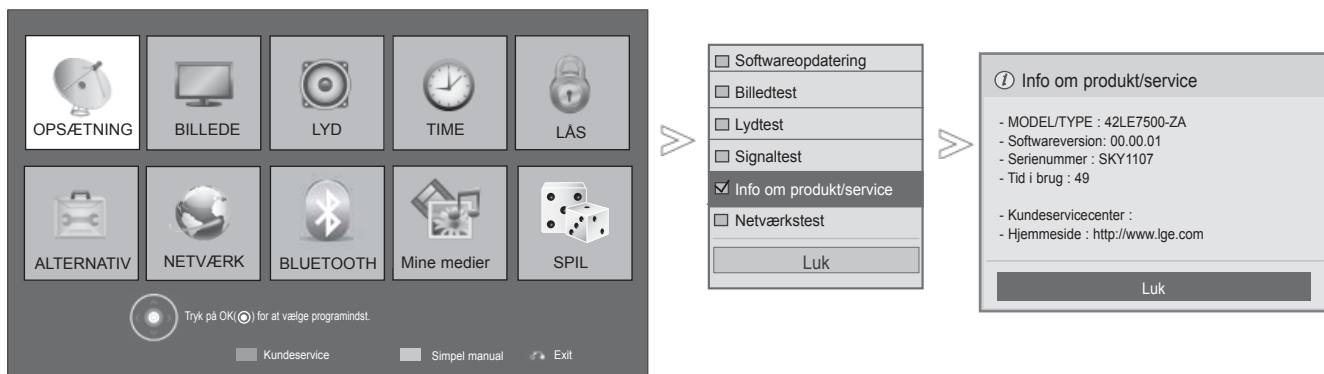 OPSÆTNING
BILLEDE
LYD
TIME
LÅS
ALTERNATIV
NETVÆRK
BLUETOOTH
Mine medier
SPIL
Tryk på OK(◉) for at vælge programindst.
Kundeservice
Simpel manual
Exit
Softwareopdatering
Billedtest
Lydtest
Signaltest
Info om produkt/service
Netværkstest
Luk
Info om produkt/service
- MODEL/TYPE : 42LE7500-ZA
- Softwareversion: 00.00.01
- Serienummer : SKY1107
- Tid i brug : 49
- Kundeservicecenter :
- Hjemmeside : http://www.lge.com
Luk